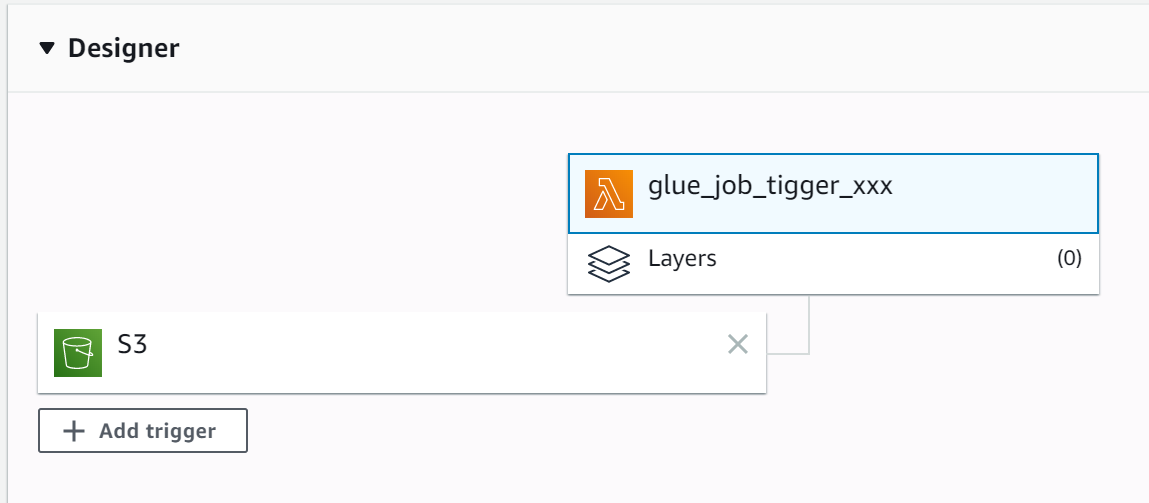 Designer
glue_job_tigger_xxx
Layers (0)
S3
Add trigger